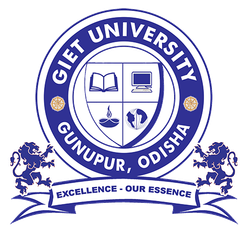 GIET UNIVERSITY
GUNUPUR, ODISHA
EXCELLENCE - OUR ESSENCE